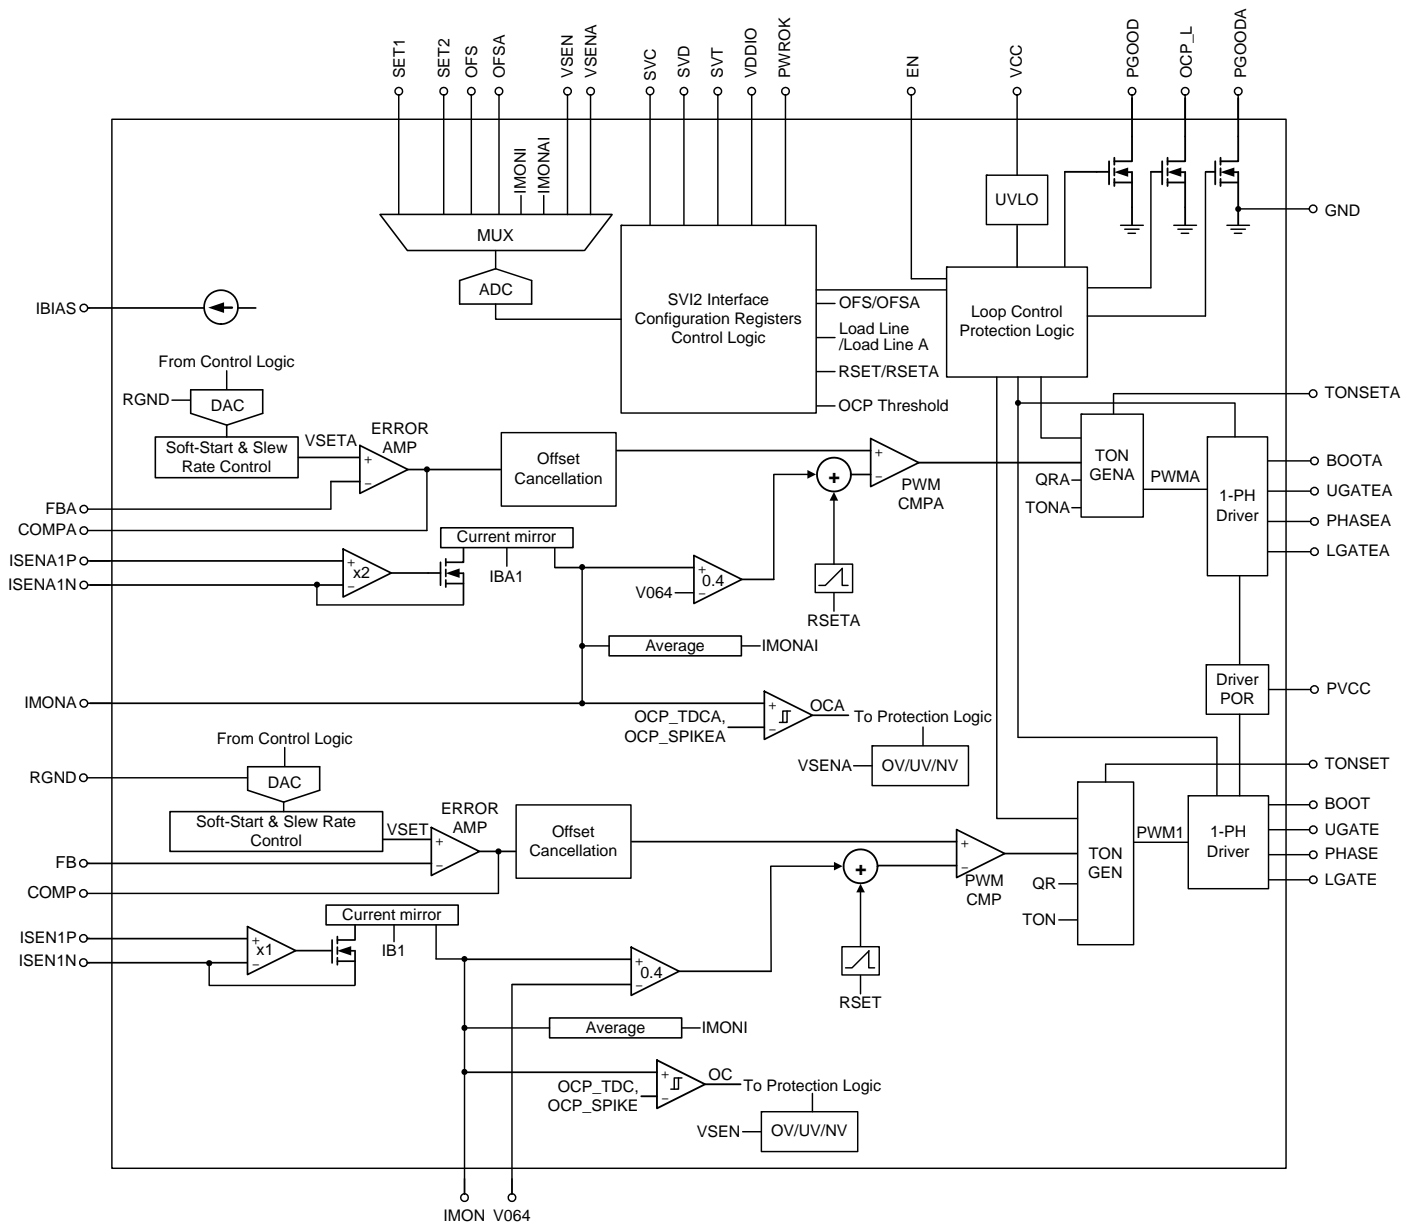 SET1
SET2
OFS
OFSA
VSEN
VSENA
SVC
SVD
SVT
VDDIO
PWROK
EN
VCC
PGOOD
OCP_L
PGOODA
IMONI
IMONAI
MUX
ADC
UVLO
GND
IBIAS
SVI2 Interface
Configuration Registers
Control Logic
OFS/OFSA
Load Line
/Load Line A
RSET/RSETA
OCP Threshold
Loop Control
Protection Logic
From Control Logic
RGND
DAC
Soft-Start & Slew
Rate Control
VSETA
ERROR
AMP
+
−
Offset
Cancellation
+
+
−
PWM
CMPA
TON
GENA
QRA
TONA
PWMA
1-PH
Driver
TONSETA
BOOTA
UGATEA
PHASEA
LGATEA
FBA
COMPA
ISENA1P
ISENA1N
+
x2
−
Current mirror
IBA1
V064
+
0.4
−
RSETA
Average
IMONAI
IMONA
OCP_TDCA,
OCP_SPIKEA
+
−
OCA
To Protection Logic
VSENA
OV/UV/NV
Driver
POR
PVCC
From Control Logic
RGND
DAC
Soft-Start & Slew Rate
Control
VSET
ERROR
AMP
+
−
Offset
Cancellation
+
+
−
PWM
CMP
TON
GEN
QR
TON
PWM1
1-PH
Driver
TONSET
BOOT
UGATE
PHASE
LGATE
FB
COMP
ISEN1P
ISEN1N
+
x1
−
Current mirror
IB1
+
0.4
−
RSET
Average
IMONI
OCP_TDC,
OCP_SPIKE
+
−
OC
To Protection Logic
VSEN
OV/UV/NV
IMON
V064